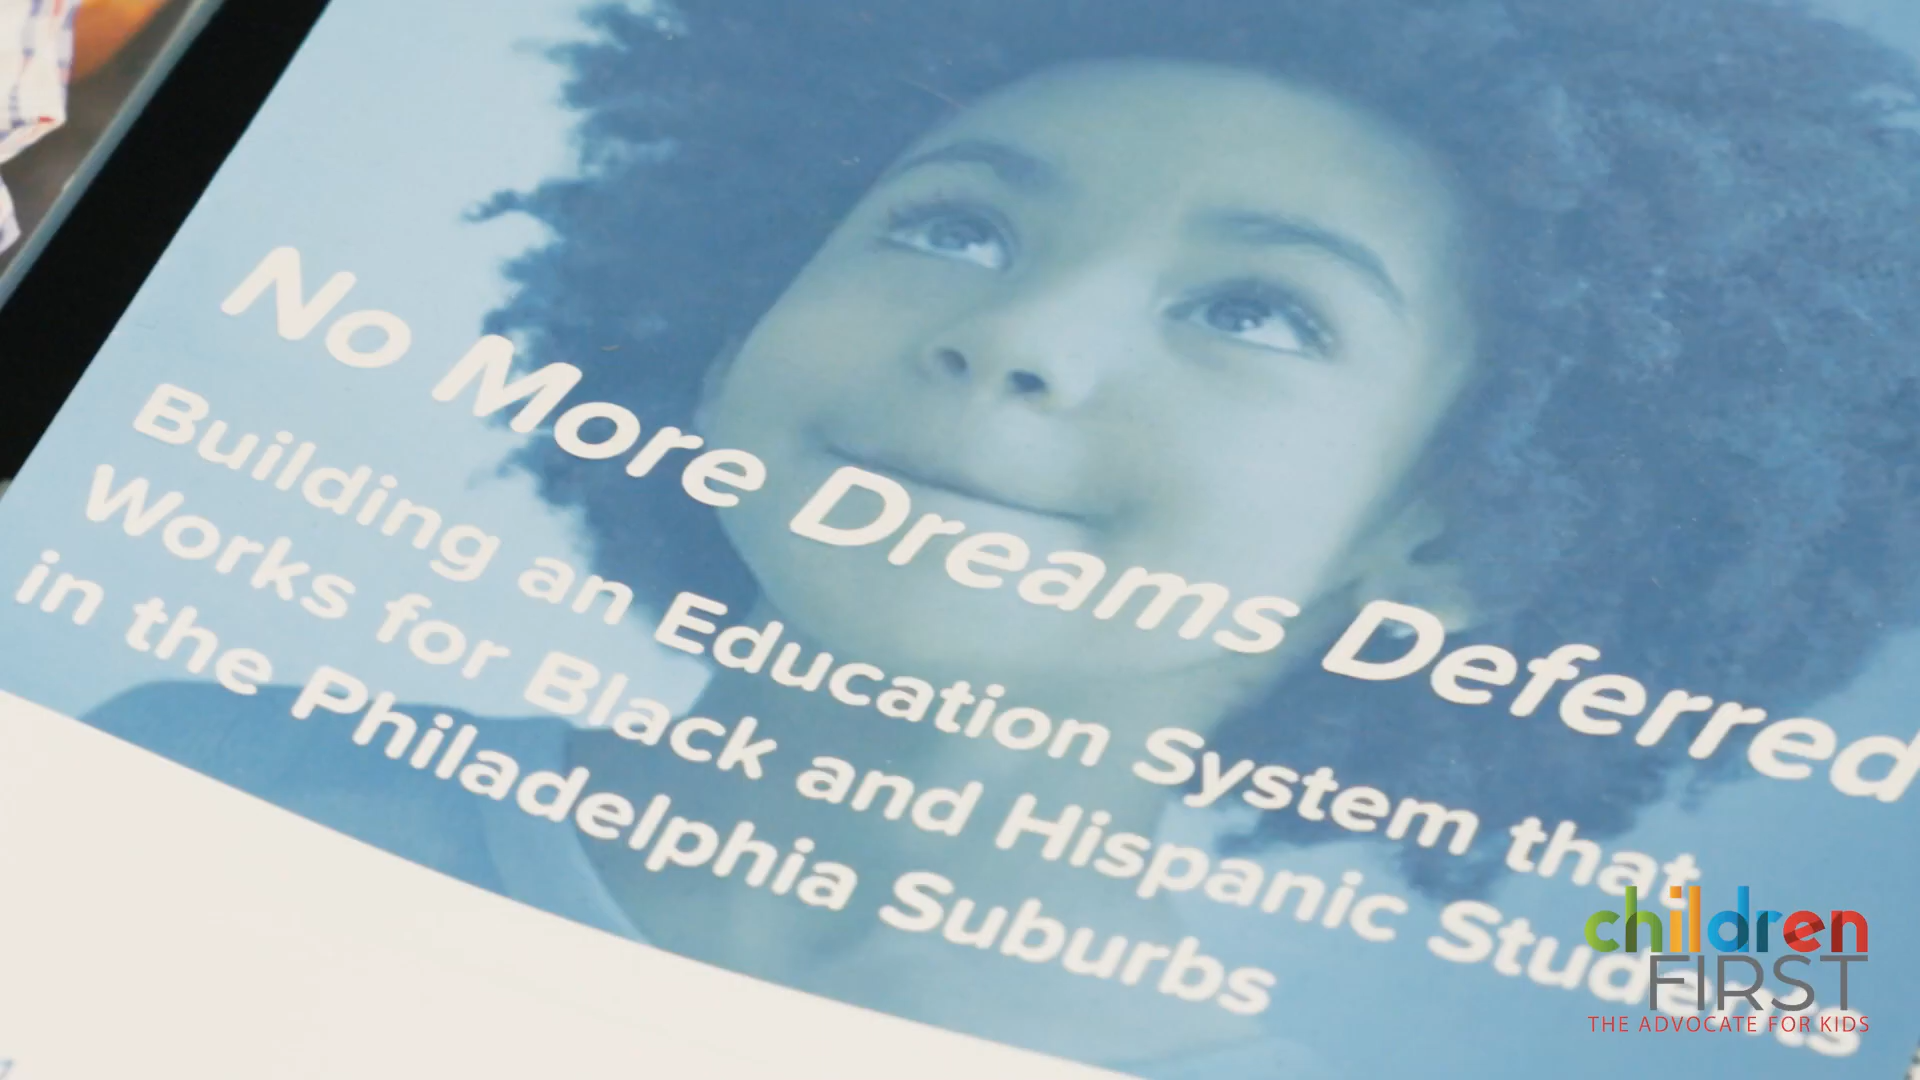 No More Dreams Deferred
Building an Education System that
Works for Black and Hispanic Students
in the Philadelphia Suburbs
children
FIRST
THE ADVOCATE FOR KIDS